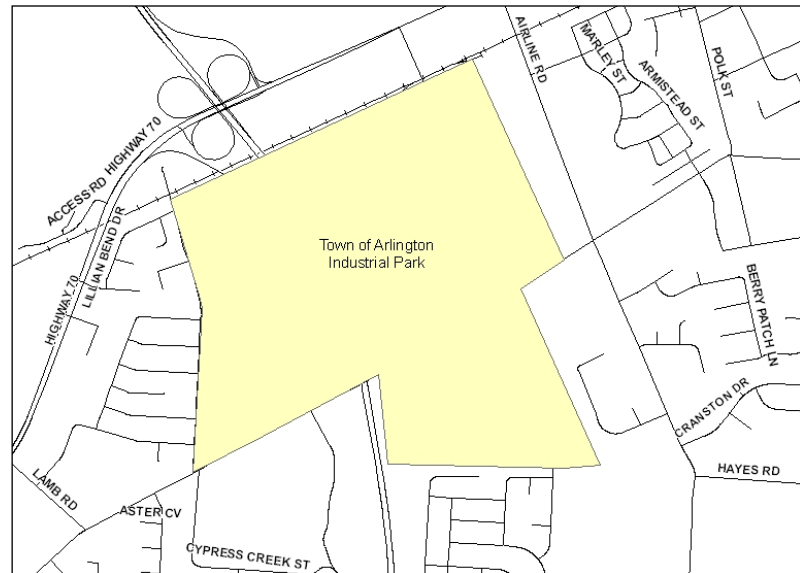 AIRLINE RD
MARLEY ST
ARMISTEAD ST
POLK ST
HIGHWAY 70
ACCESS RD
LILLIAN BEND DR
HIGHWAY 70
Town of Arlington
Industrial Park
BERRY PATCH LN
CRANSTON DR
HAYES RD
LAMB RD
ASTER CV
CYPRESS CREEK ST